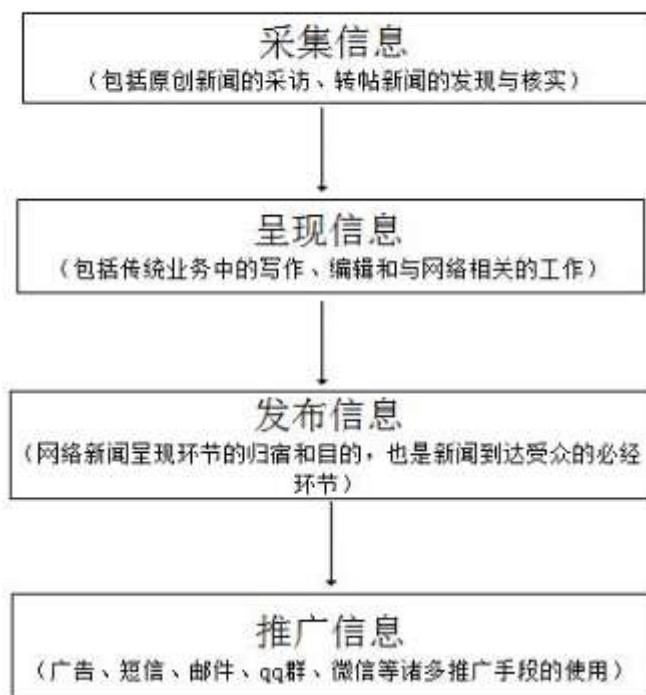 采集信息
（包括原创新闻的采访、转帖新闻的发现与核实）
呈现信息
（包括传统业务中的写作、编辑和与网络相关的工作）
发布信息
（网络新闻呈现环节的归宿和目的，也是新闻到达受众的必经
环节）
推广信息
（广告、短信、邮件、qq群、微信等诸多推广手段的使用）